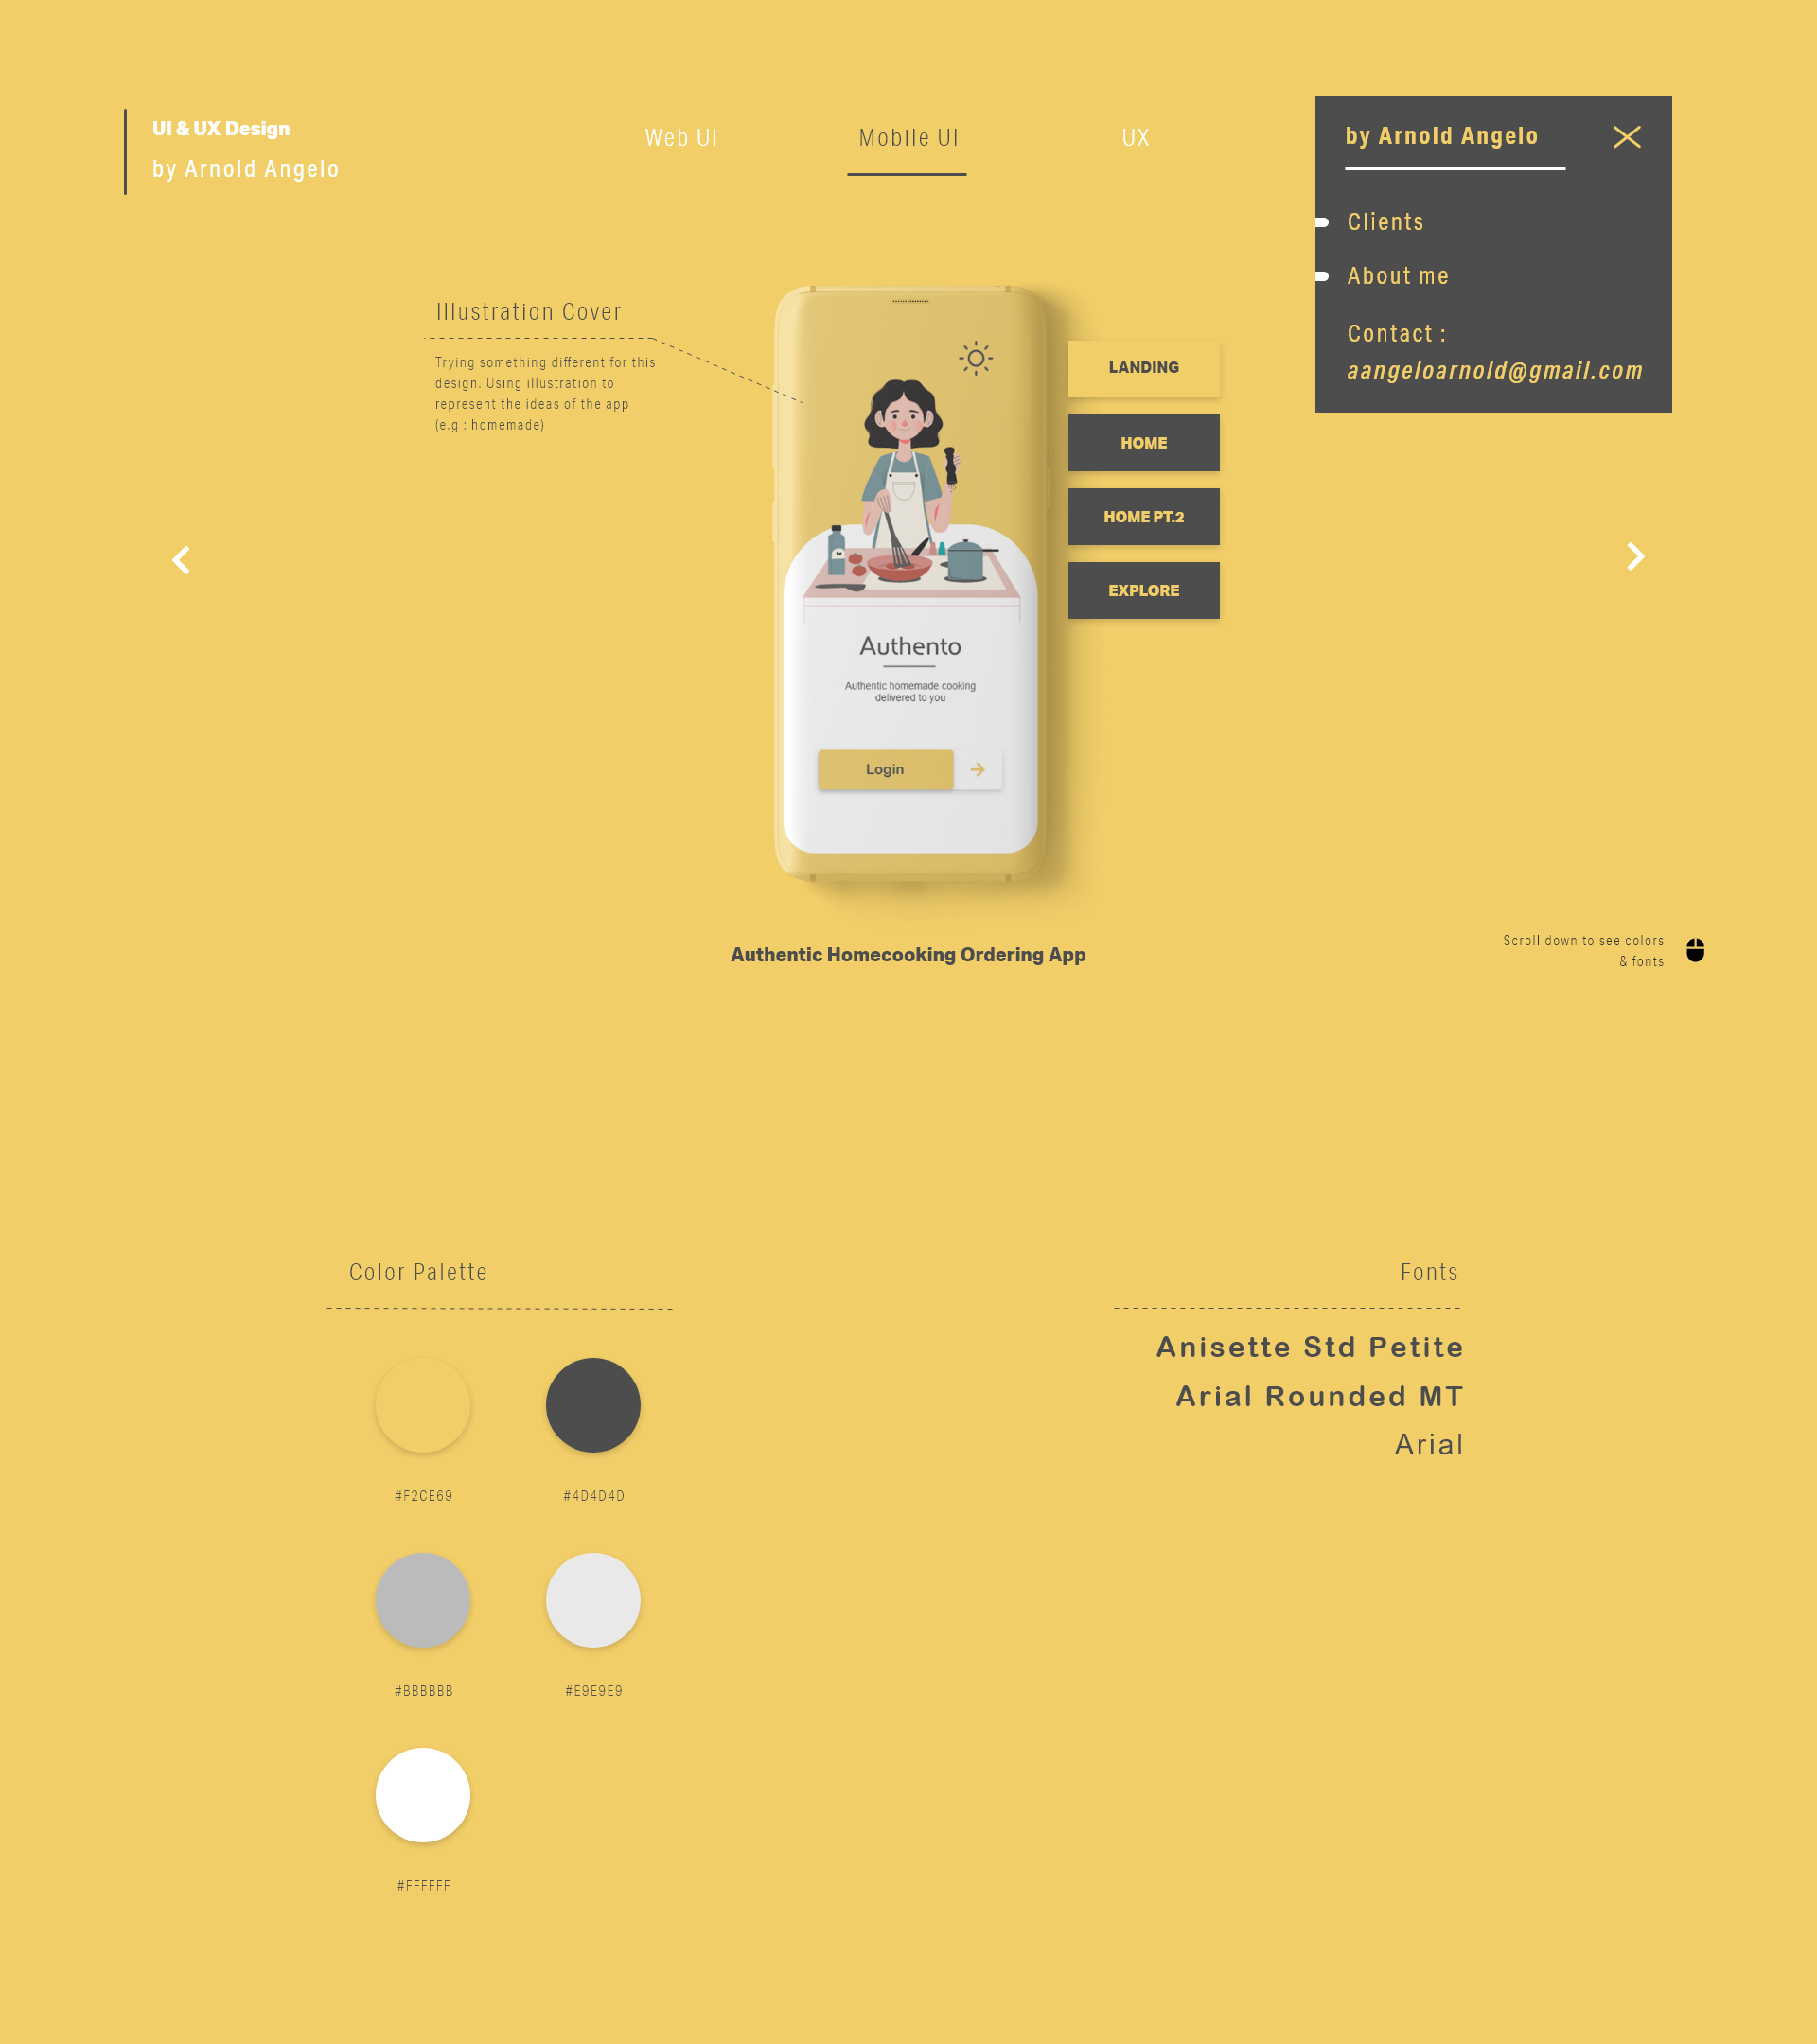 UI & UX Design
by Arnold Angelo
Web UI
Mobile UI
UX
by Arnold Angelo
Clients
About me
Contact :
aangeloarnold@gmail.com
Illustration Cover
Trying something different for this
design. Using illustration to
represent the ideas of the app
(e.g : homemade)
LANDING
HOME
HOME PT.2
EXPLORE
Authento
Authentic homemade cooking
delivered to you
Login
Authentic Homecooking Ordering App
Scroll down to see colors
& fonts
Color Palette
#F2CE69
#4D4D4D
#BBBBBB
#E9E9E9
#FFFFFF
Fonts
Anisette Std Petite
Arial Rounded MT
Arial